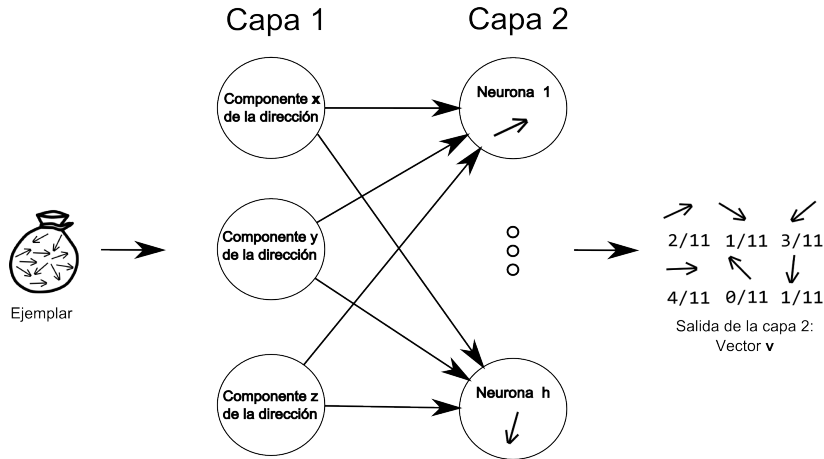 Capa 1
Capa 2
Componente x
de la dirección
Neurona 1
Componente y
de la dirección
Ejemplar
2/11 1/11 3/11
4/11 0/11 1/11
Salida de la capa 2:
Vector v
Componente z
de la dirección
Neurona h